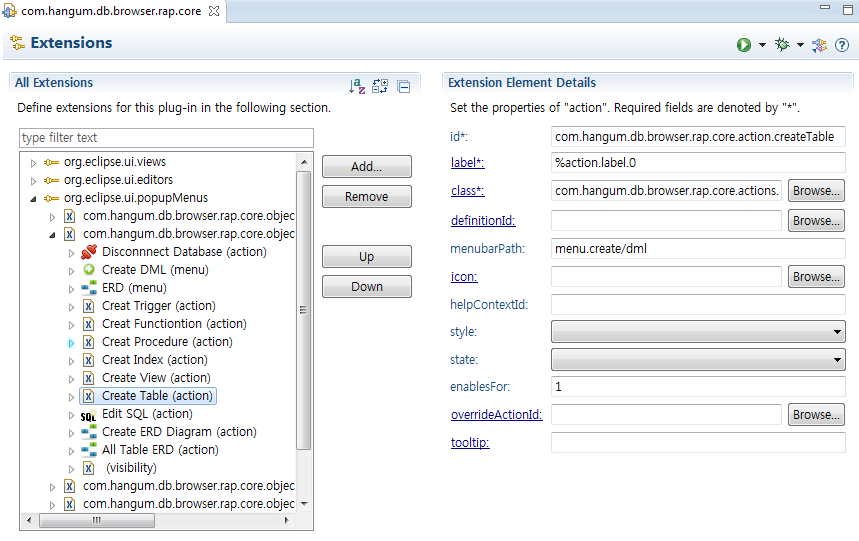 com.hangum.db.browser.rap.core
Extensions
All Extensions
Define extensions for this plug-in in the following section.
type filter text
org.eclipse.ui.views
org.eclipse.ui.editors
org.eclipse.ui.popupMenus
com.hangum.db.browser.rap.core.objec
com.hangum.db.browser.rap.core.objec
Disconnnect Database (action)
Create DML (menu)
ERD (menu)
Creat Trigger (action)
Creat Functiontion (action)
Creat Procedure (action)
Creat Index (action)
Create View (action)
Create Table (action)
SQL Edit SQL (action)
Create ERD Diagram (action)
All Table ERD (action)
(visibility)
com.hangum.db.browser.rap.core.objec
com.hangum.db.browser.rap.core.objec
Add...
Remove
Up
Down
Extension Element Details
Set the properties of "action". Required fields are denoted by "*".
id*: com.hangum.db.browser.rap.core.action.createTable
label*: %action.label.0
class*: com.hangum.db.browser.rap.core.actions. Browse...
definitionId: Browse...
menubarPath: menu.create/dml
icon: Browse...
helpContextId:
style:
state:
enablesFor: 1
overrideActionId: Browse...
tooltip: